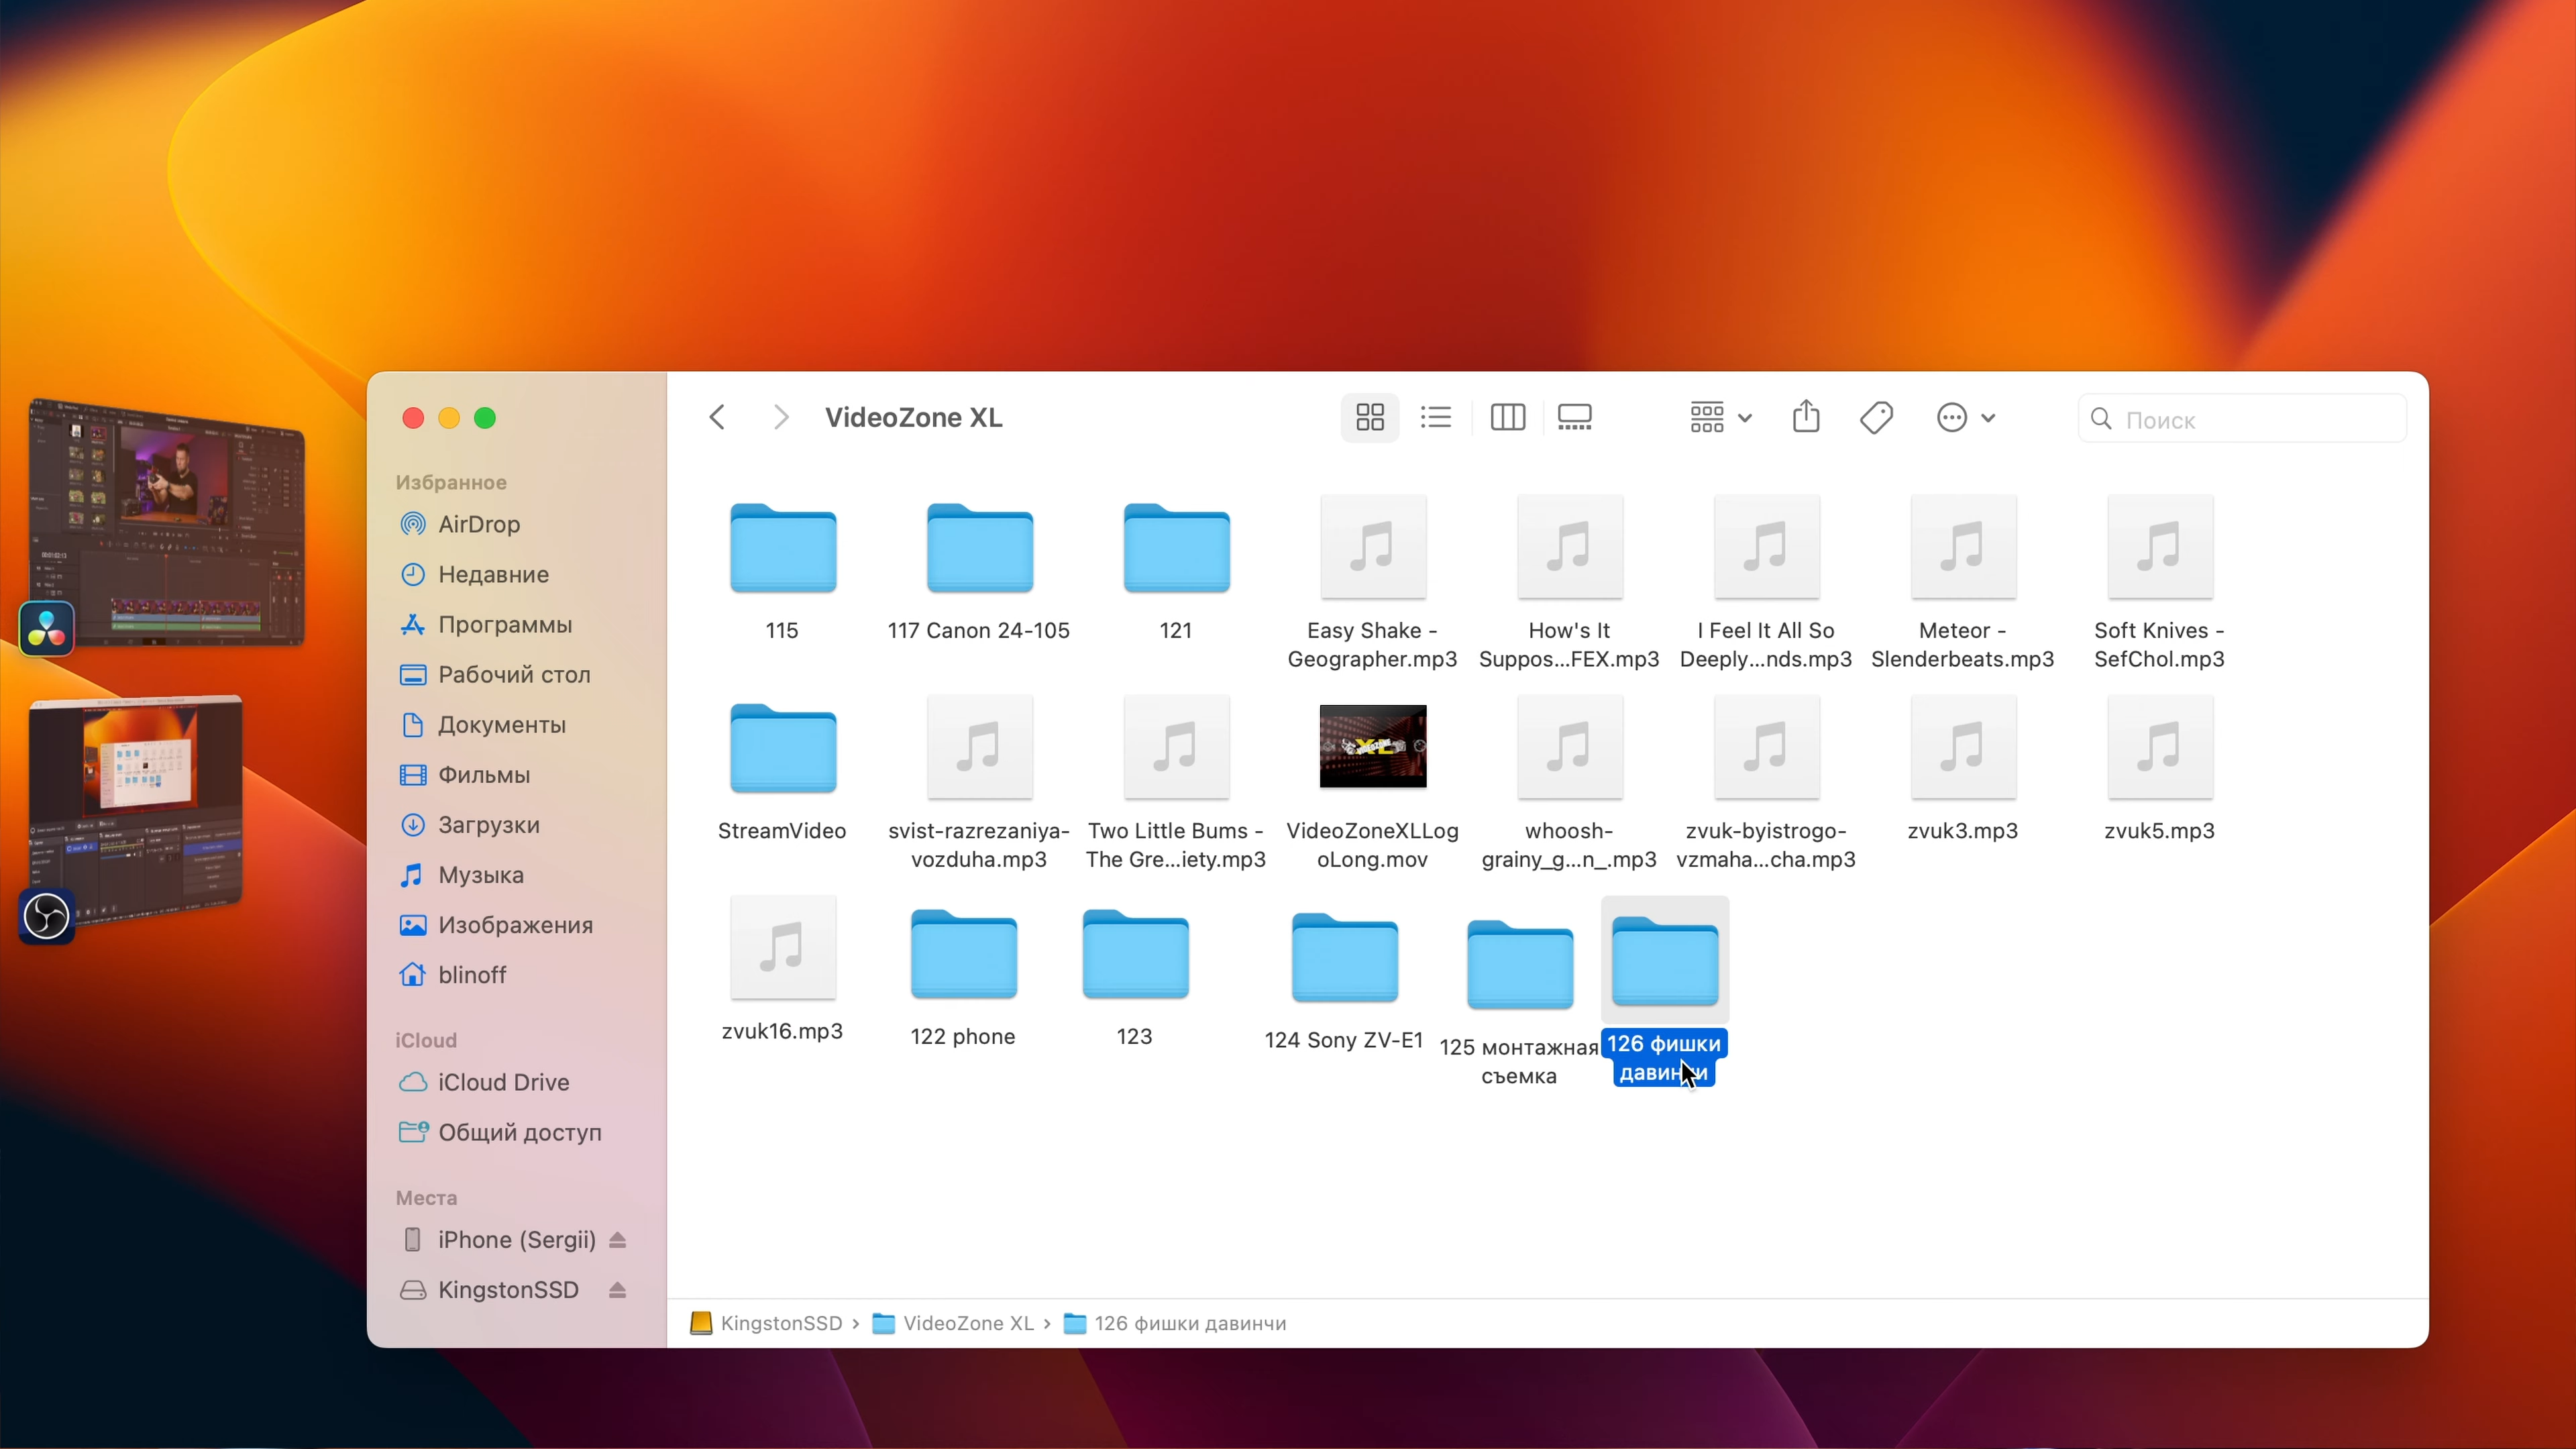 VideoZone XL
Поиск
Избранное
AirDrop
Недавние
Программы
Рабочий стол
Документы
Фильмы
Загрузки
Музыка
Изображения
blinoff
iCloud
iCloud Drive
Общий доступ
Места
iPhone (Sergii)
KingstonSSD
115
117 Canon 24-105
121
Easy Shake -
Geographer.mp3
How's It
Suppos...FEX.mp3
I Feel It All So
Deeply...nds.mp3
Meteor -
Slenderbeats.mp3
Soft Knives -
SefChol.mp3
StreamVideo
svist-razrezaniya-
vozduha.mp3
Two Little Bums -
The Gre...iety.mp3
VideoZoneXLLog
oLong.mov
whoosh-
grainy_g...n_.mp3
zvuk-byistrogo-
vzmaha...cha.mp3
zvuk3.mp3
zvuk5.mp3
zvuk16.mp3
122 phone
123
124 Sony ZV-E1
125 монтажная
съемка
126 фишки
давинчи
KingstonSSD › VideoZone XL › 126 фишки давинчи